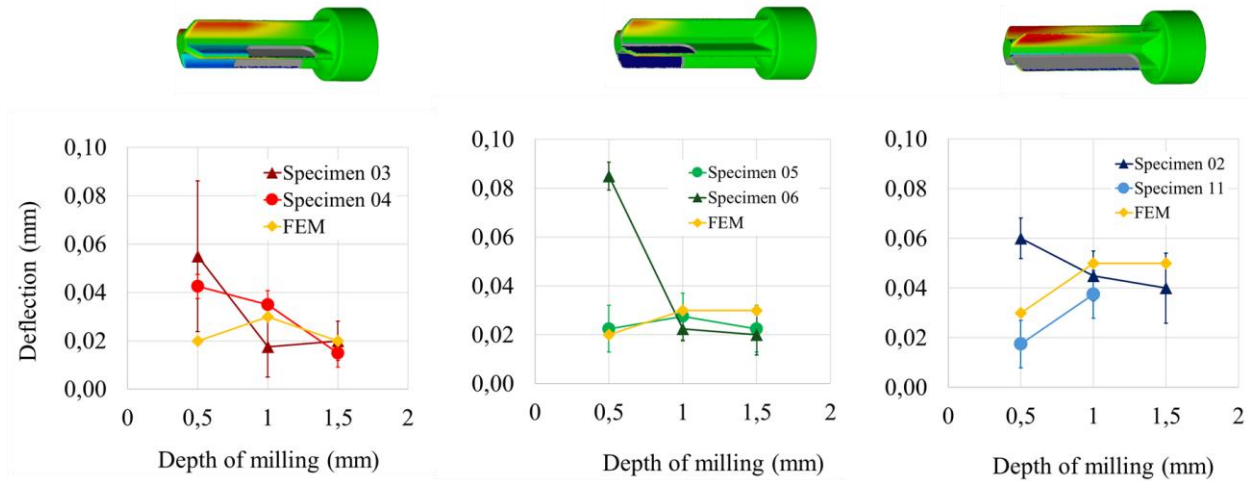 0,10
0,08
0,06
0,04
0,02
0,00
Deflection (mm)
Specimen 03
Specimen 04
FEM
0
0,5
1
1,5
2
Depth of milling (mm)
0,10
0,08
0,06
0,04
0,02
0,00
Specimen 05
Specimen 06
FEM
0
0,5
1
1,5
2
Depth of milling (mm)
0,10
0,08
0,06
0,04
0,02
0,00
Specimen 02
Specimen 11
FEM
0
0,5
1
1,5
2
Depth of milling (mm)